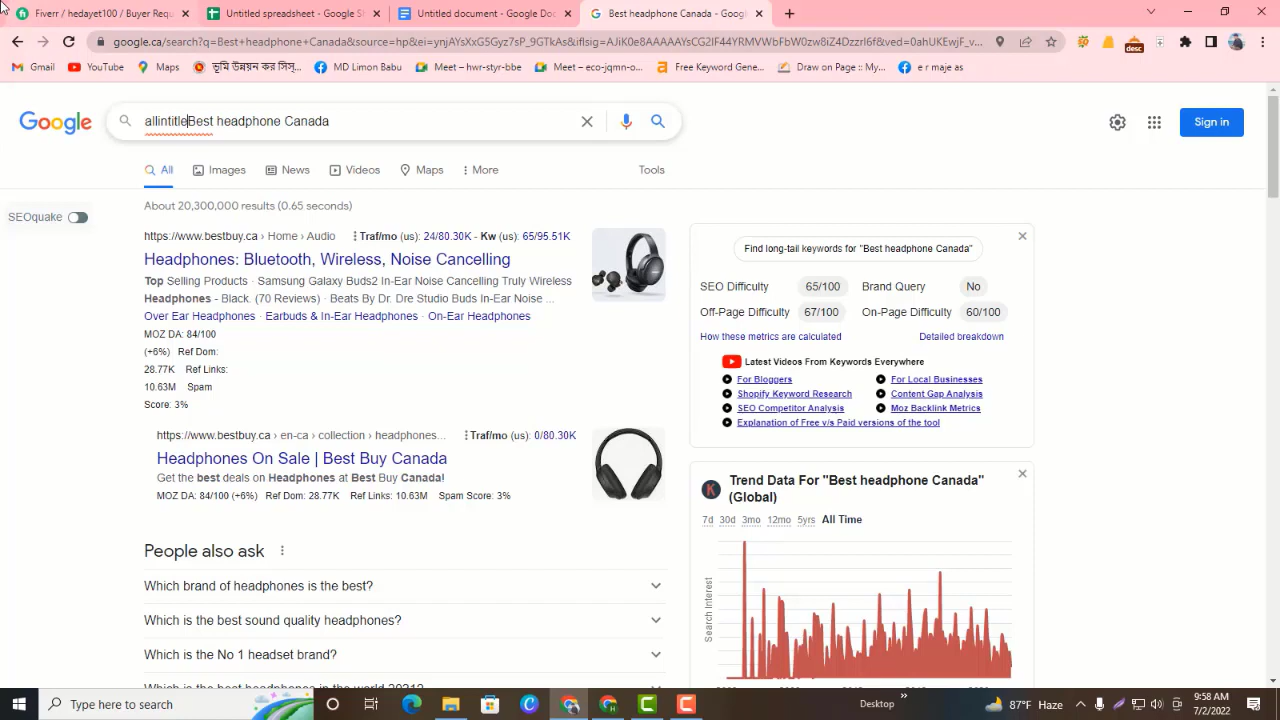 Fiverr / hedayet100 / Buyer Req
Untitled spreadsheet - Google S
Untitled document - Google Doc
Best headphone Canada - Googl
google.ca/search?q=Best+headphone+Canada&source=hp&ei=ynjAYsXxG5Gyz7sP_9GTkAs&iflsig=AJiK0e8AAAAAYsCG2IF44YRMVWbFbW0zw8iZ4DzzrI6f&ved=0ahUKEwjF_v...
desc
Gmail
YouTube
Maps
ভূমি উন্নয়ন কর সিস্...
MD Limon Babu
Meet – hwr-styr-bbe
Meet – eco-jqmn-o...
Free Keyword Gene...
Draw on Page :: My...
e r maje as
Google
allintitleBest headphone Canada
Sign in
All
Images
News
Videos
Maps
More
Tools
About 20,300,000 results (0.65 seconds)
SEOquake
https://www.bestbuy.ca › Home › Audio
Traf/mo (us): 24/80.30K - Kw (us): 65/95.51K
Headphones: Bluetooth, Wireless, Noise Cancelling
Top Selling Products · Samsung Galaxy Buds2 In-Ear Noise Cancelling Truly Wireless
Headphones - Black. (70 Reviews) · Beats By Dr. Dre Studio Buds In-Ear Noise ...
Over Ear Headphones · Earbuds & In-Ear Headphones · On-Ear Headphones
MOZ DA: 84/100
(+6%) Ref Dom:
28.77K Ref Links:
10.63M Spam
Score: 3%
https://www.bestbuy.ca › en-ca › collection › headphones...
Traf/mo (us): 0/80.30K
Headphones On Sale | Best Buy Canada
Get the best deals on Headphones at Best Buy Canada!
MOZ DA: 84/100 (+6%) Ref Dom: 28.77K Ref Links: 10.63M Spam Score: 3%
People also ask
Which brand of headphones is the best?
Which is the best sound quality headphones?
Which is the No 1 headset brand?
Find long-tail keywords for "Best headphone Canada"
SEO Difficulty 65/100 Brand Query No
Off-Page Difficulty 67/100 On-Page Difficulty 60/100
How these metrics are calculated
Detailed breakdown
Latest Videos From Keywords Everywhere
For Bloggers
For Local Businesses
Shopify Keyword Research
Content Gap Analysis
SEO Competitor Analysis
Moz Backlink Metrics
Explanation of Free v/s Paid versions of the tool
K
Trend Data For "Best headphone Canada"
(Global)
7d 30d 3mo 12mo 5yrs All Time
Search Interest
Type here to search
Desktop
87°F Haze
9:58 AM
7/2/2022